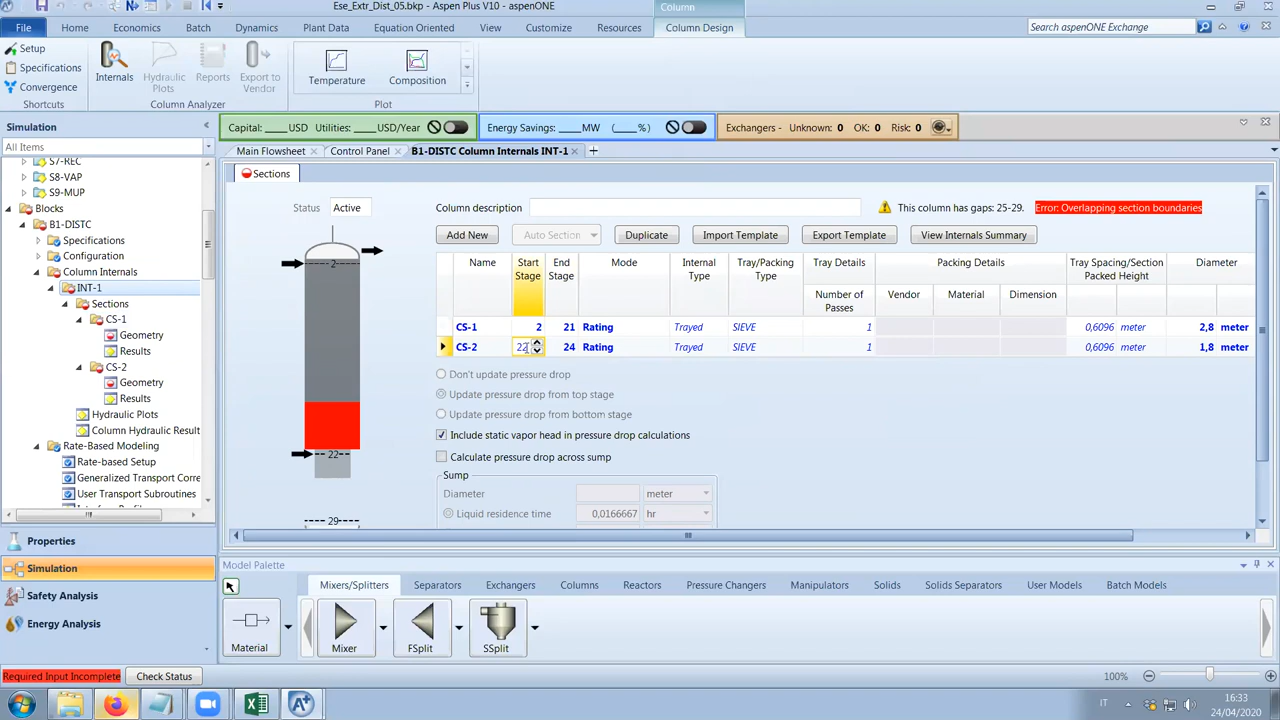 Ese_Extr_Dist_05.bkp - Aspen Plus V10 - aspenONE
Column
File Home Economics Batch Dynamics Plant Data Equation Oriented View Customize Resources Column Design
Search aspenONE Exchange
Setup
Specifications
Convergence
Shortcuts
Internals
Hydraulic Plots
Reports
Export to Vendor
Column Analyzer
Temperature
Composition
Plot
Simulation
All Items
Capital: ____ USD Utilities: ____ USD/Year
Energy Savings: ____ MW (____%)
Exchangers - Unknown: 0 OK: 0 Risk: 0
Main Flowsheet Control Panel B1-DISTC Column Internals INT-1
S7-REC
S8-VAP
S9-MUP
Blocks
B1-DISTC
Specifications
Configuration
Column Internals
INT-1
Sections
CS-1
Geometry
Results
CS-2
Geometry
Results
Hydraulic Plots
Column Hydraulic Result
Rate-Based Modeling
Rate-based Setup
Generalized Transport Corre
User Transport Subroutines
Properties
Simulation
Safety Analysis
Energy Analysis
Sections
Status Active
Column description
This column has gaps: 25-29.
Error: Overlapping section boundaries
Add New Auto Section Duplicate Import Template Export Template View Internals Summary
Name Start Stage End Stage Mode Internal Type Tray/Packing Type Tray Details Packing Details Tray Spacing/Section Packed Height Diameter
Number of Passes Vendor Material Dimension
CS-1 2 21 Rating Trayed SIEVE 1 0,6096 meter 2,8 meter
CS-2 22 24 Rating Trayed SIEVE 1 0,6096 meter 1,8 meter
2
22
29
Don't update pressure drop
Update pressure drop from top stage
Update pressure drop from bottom stage
Include static vapor head in pressure drop calculations
Calculate pressure drop across sump
Sump
Diameter meter
Liquid residence time 0,0166667 hr
Model Palette
Mixers/Splitters Separators Exchangers Columns Reactors Pressure Changers Manipulators Solids Solids Separators User Models Batch Models
Material
Mixer
FSplit
SSplit
Required Input Incomplete Check Status
100%
IT
16:33
24/04/2020